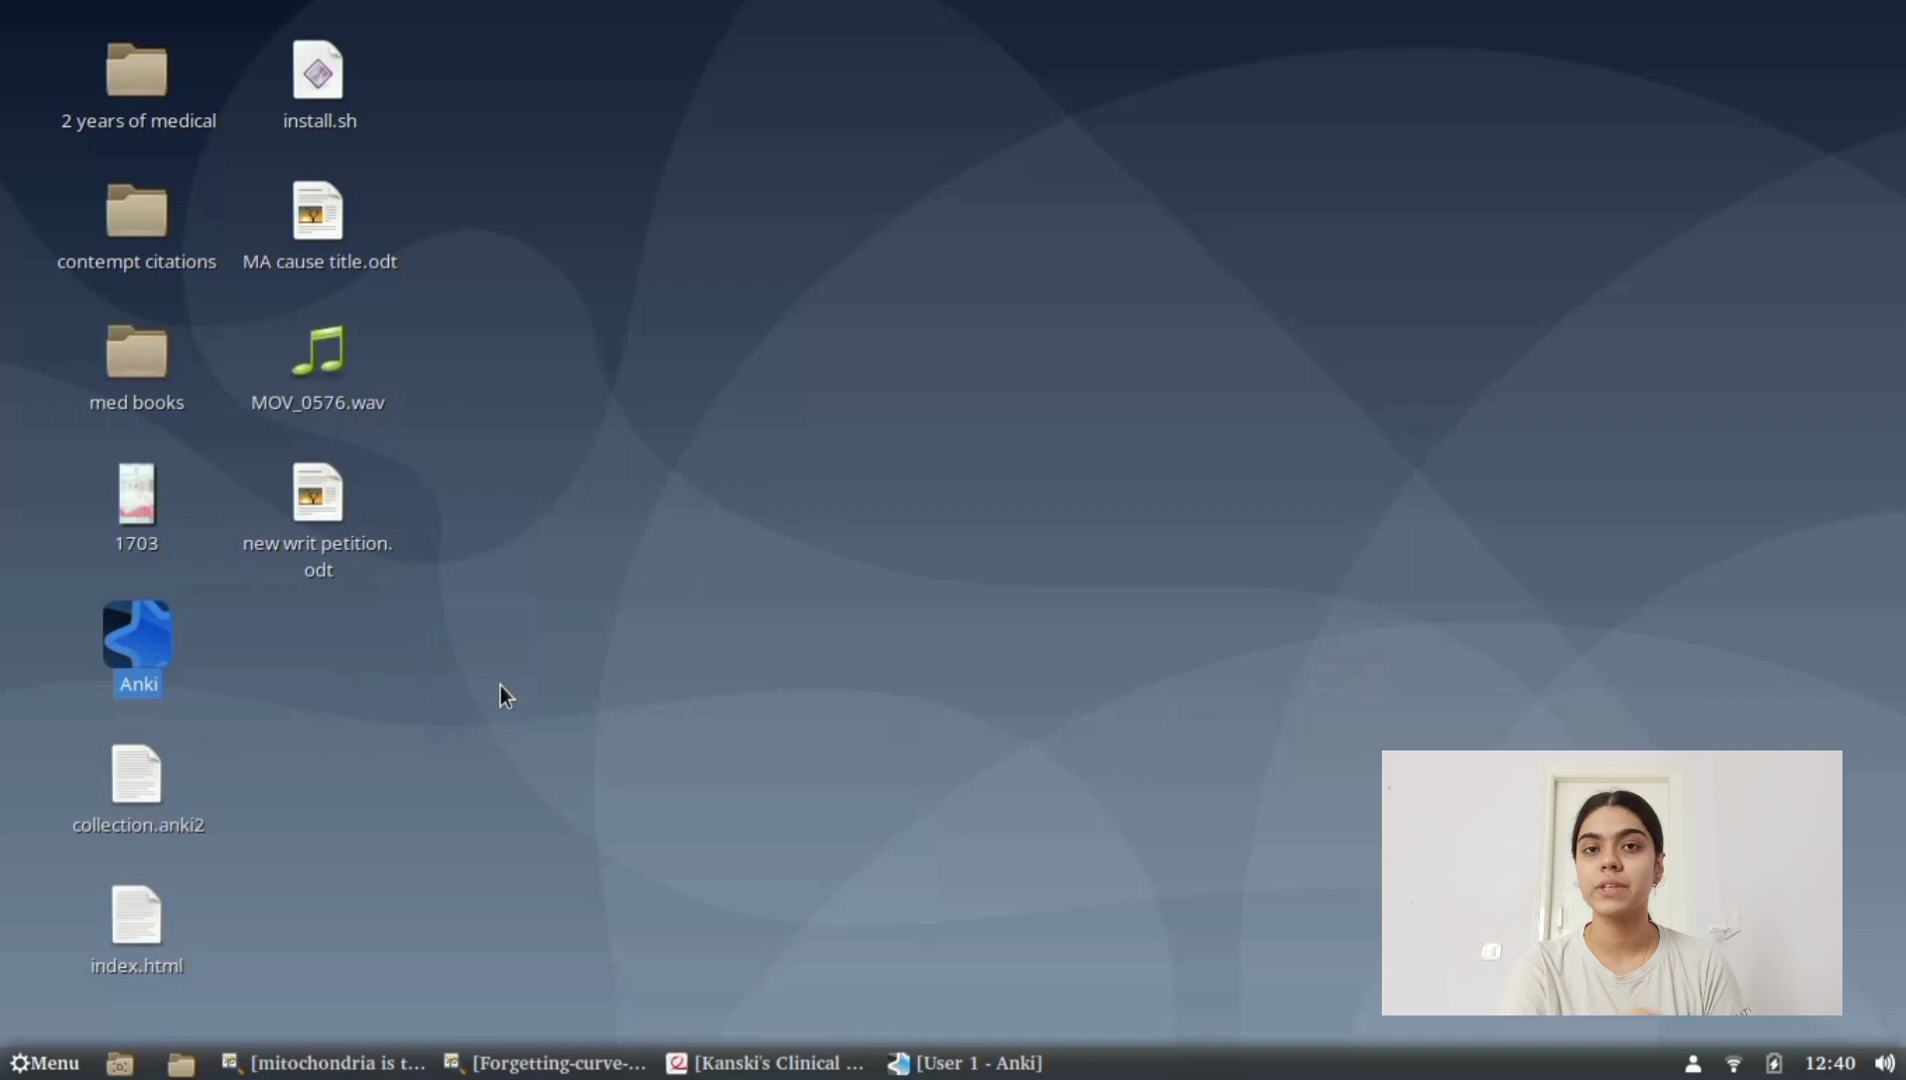 2 years of medical
install.sh
contempt citations
MA cause title.odt
med books
MOV_0576.wav
1703
new writ petition.
odt
Anki
collection.anki2
index.html
Menu
[mitochondria is t...
[Forgetting-curve-...
[Kanski's Clinical ...
[User 1 - Anki]
12:40